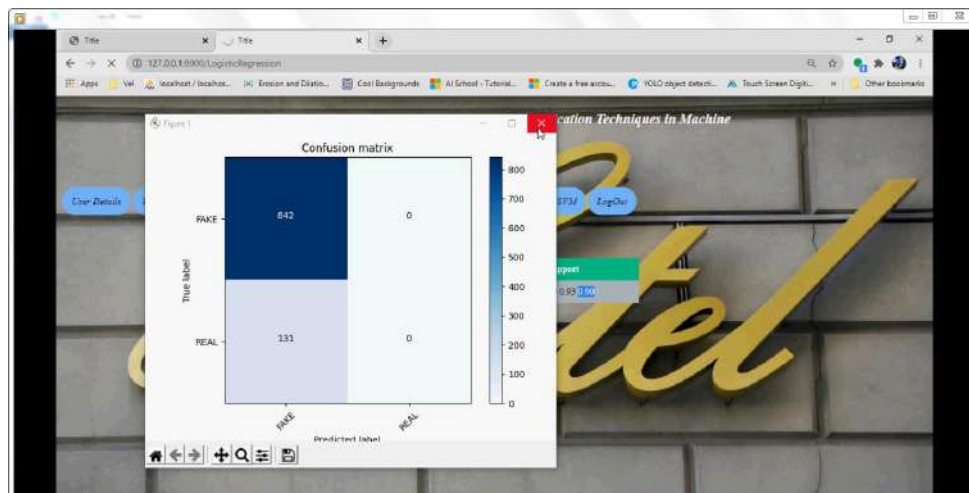 Title
Title
127.0.0.1:5000/LogisticRegression
Apps
localhost / localhos...
Erosion and Dilatio...
Cool Backgrounds
AI School - Tutorial...
Create a free accou...
YOLO object detecti...
Touch Screen Digiti...
»
Other bookmarks
cation Techniques in Machine
Figure 1
Confusion matrix
User Details
SVM
LogOut
FAKE
REAL
True label
842
0
131
0
800
700
600
500
400
300
200
100
0
FAKE
REAL
Predicted label
pport
0.93 0.90